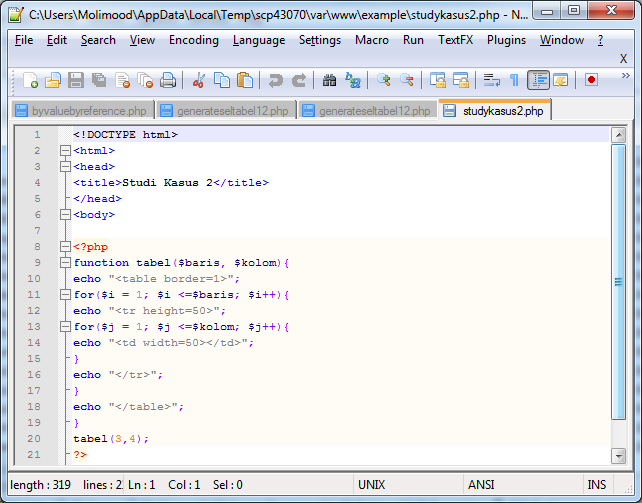 C:\Users\Molimood\AppData\Local\Temp\scp43070\var\www\example\studykasus2.php - N...
File Edit Search View Encoding Language Settings Macro Run TextFX Plugins Window ?
X
byvaluebyreference.php generateseltabel12.php generateseltabel12.php studykasus2.php
1 <!DOCTYPE html>
2 <html>
3 <head>
4 <title>Studi Kasus 2</title>
5 </head>
6 <body>
7
8 <?php
9 function tabel($baris, $kolom){
10 echo "<table border=1>";
11 for($i = 1; $i <=$baris; $i++){
12 echo "<tr height=50>";
13 for($j = 1; $j <=$kolom; $j++){
14 echo "<td width=50></td>";
15 }
16 echo "</tr>";
17 }
18 echo "</table>";
19 }
20 tabel(3,4);
21 ?>
length : 319 lines : 2 Ln : 1 Col : 1 Sel : 0 UNIX ANSI INS